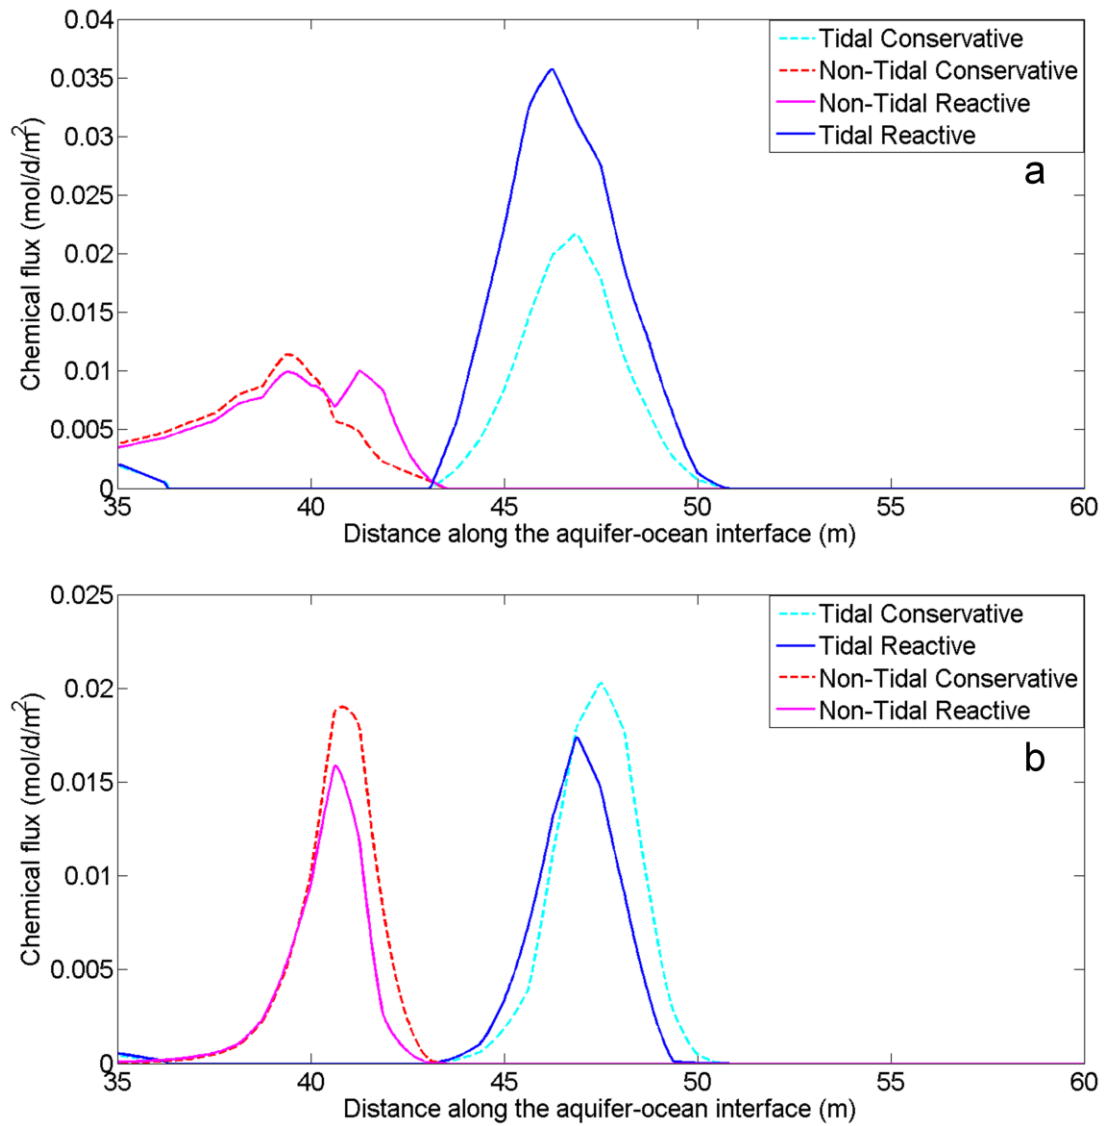 0.04
0.035
0.03
0.025
0.02
0.015
0.01
0.005
0
Chemical flux (mol/d/m²)
Tidal Conservative
Non-Tidal Conservative
Non-Tidal Reactive
Tidal Reactive
a
35 40 45 50 55 60
Distance along the aquifer-ocean interface (m)
0.025
0.02
0.015
0.01
0.005
0
Chemical flux (mol/d/m²)
Tidal Conservative
Tidal Reactive
Non-Tidal Conservative
Non-Tidal Reactive
b
35 40 45 50 55 60
Distance along the aquifer-ocean interface (m)